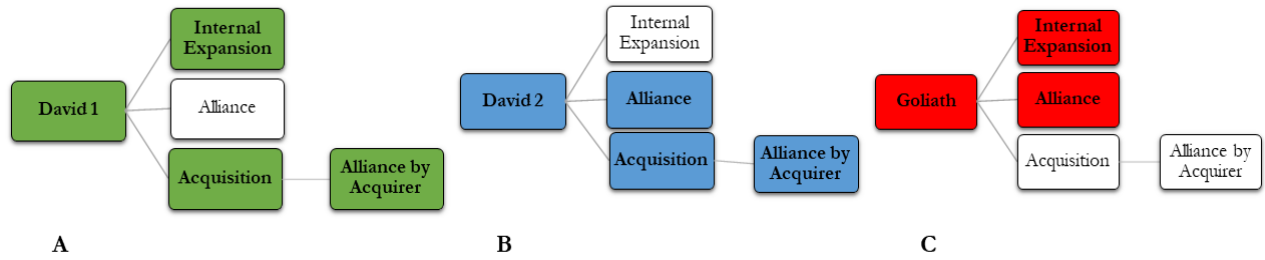 Internal
Expansion
David 1
Alliance
Acquisition
Alliance by
Acquirer
A
Internal
Expansion
David 2
Alliance
Acquisition
Alliance by
Acquirer
B
Internal
Expansion
Goliath
Alliance
Acquisition
Alliance by
Acquirer
C